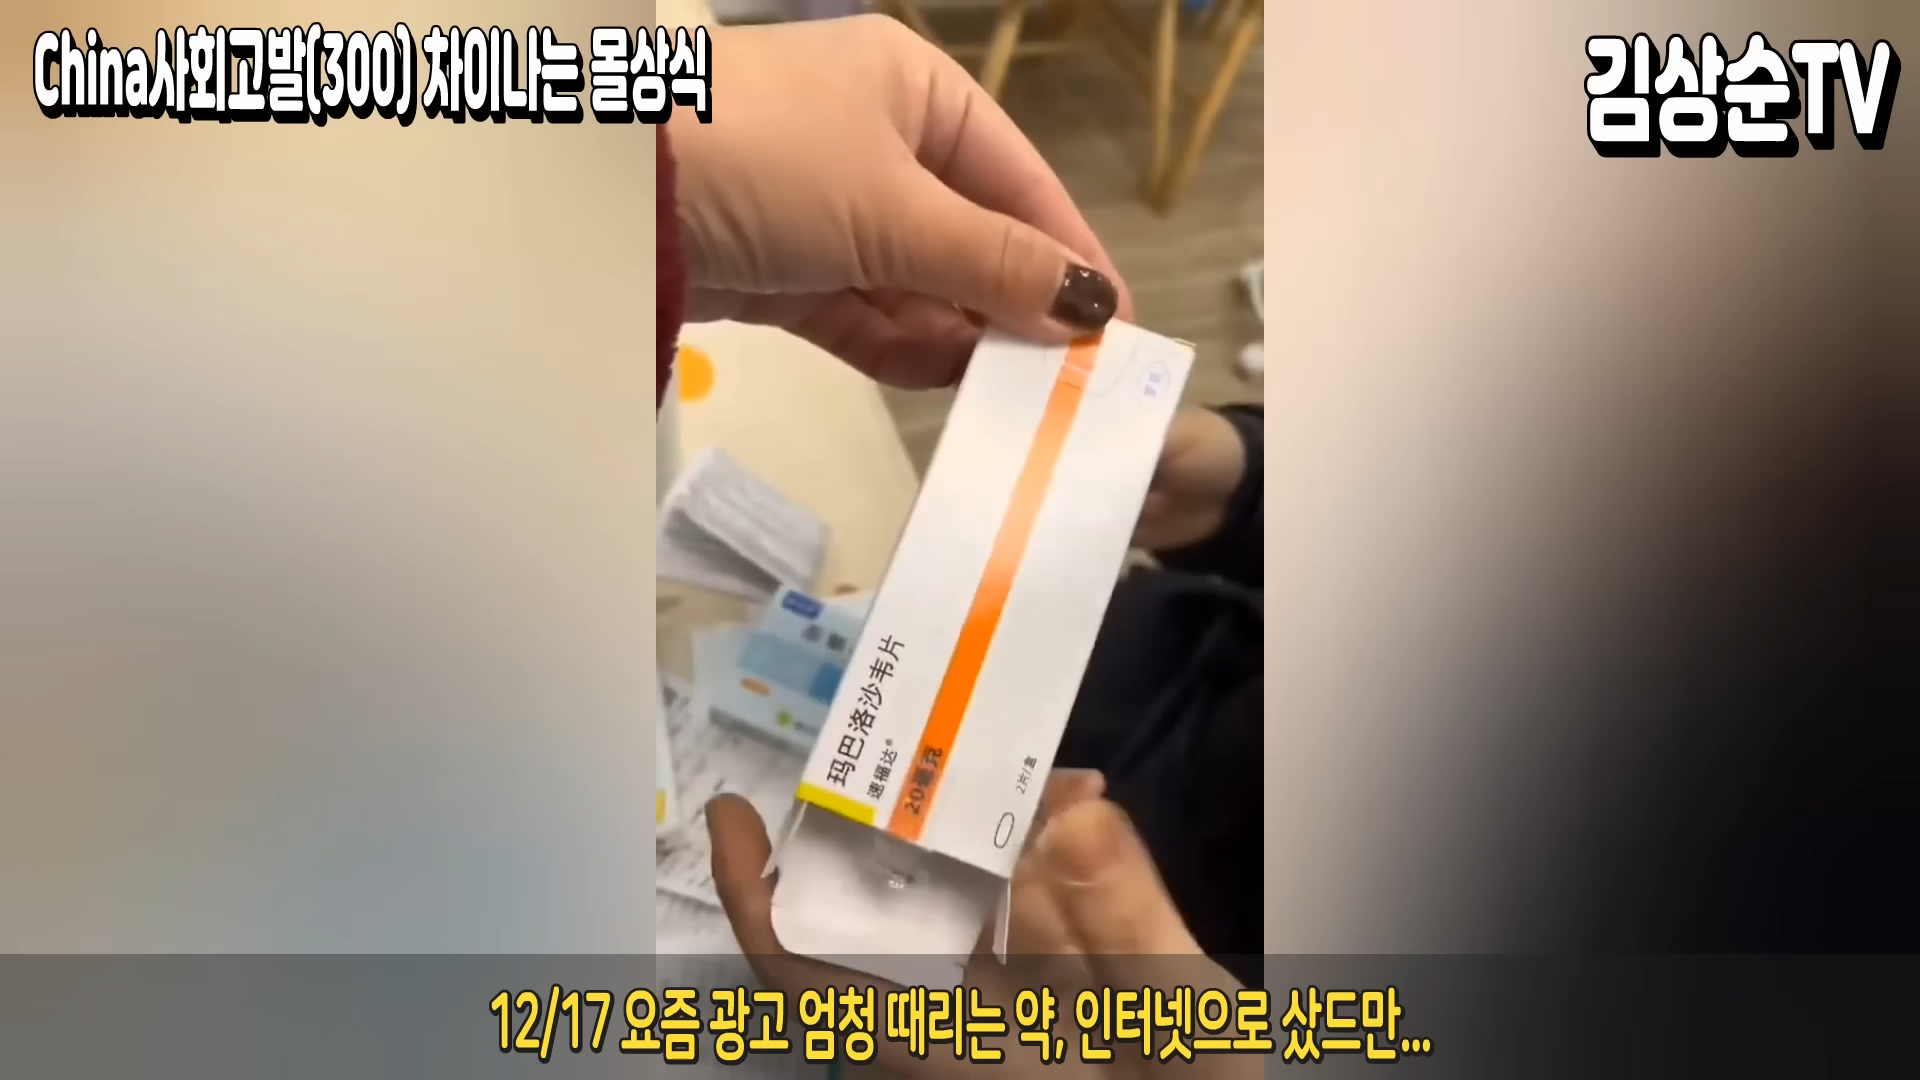 China사회고발(300) 차이나는 몰상식
김상순TV
玛巴洛沙韦片
速福达®
20毫克
2片/盒
12/17 요즘 광고 엄청 때리는 약, 인터넷으로 샀드만...